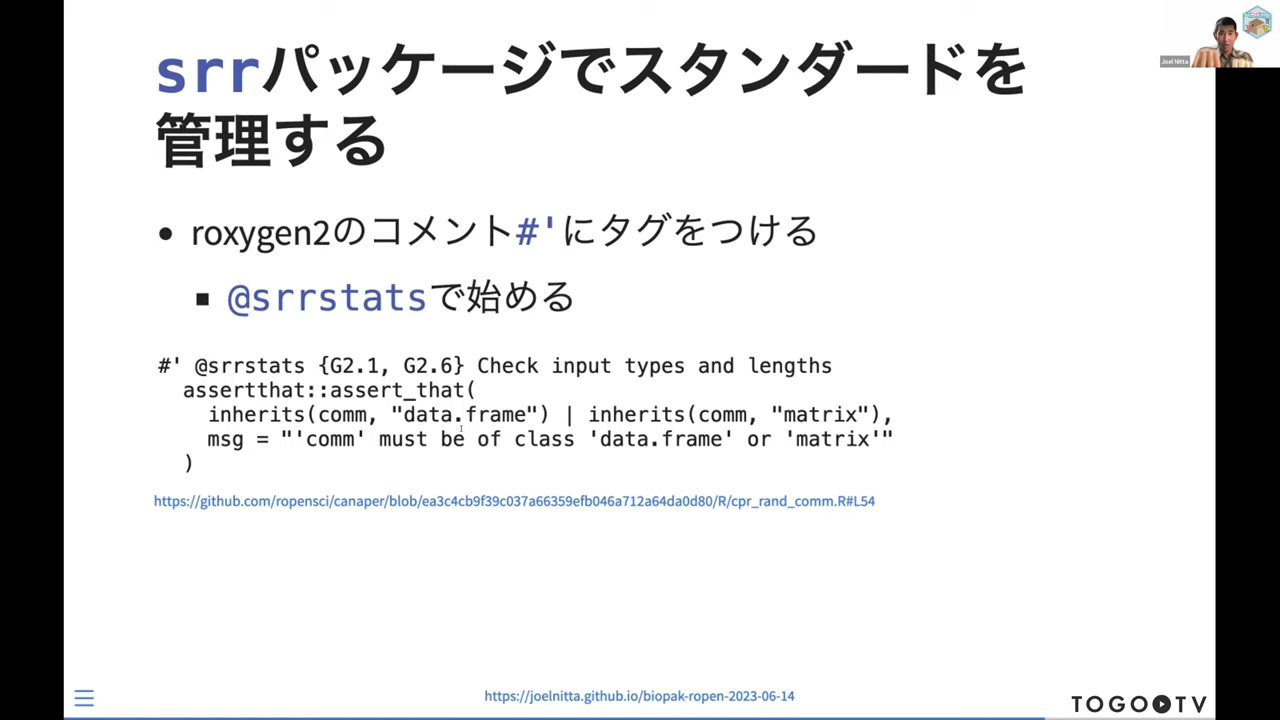 srrパッケージでスタンダードを
管理する
Joel Nitta
• roxygen2のコメント#'にタグをつける
▪ @srrstatsで始める
#' @srrstats {G2.1, G2.6} Check input types and lengths
assertthat::assert_that(
inherits(comm, "data.frame") | inherits(comm, "matrix"),
msg = "'comm' must be of class 'data.frame' or 'matrix'"
)
https://github.com/ropensci/canaper/blob/ea3c4cb9f39c037a66359efb046a712a64da0d80/R/cpr_rand_comm.R#L54
https://joelnitta.github.io/biopak-ropen-2023-06-14
TOGOTV